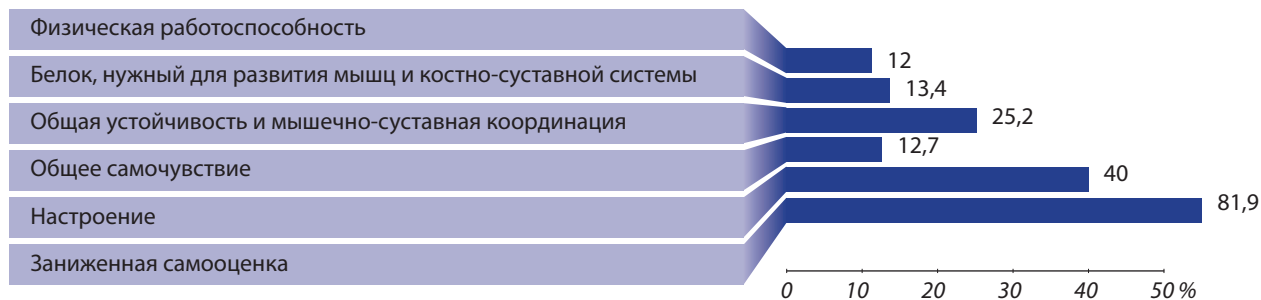 Физическая работоспособность
12
Белок, нужный для развития мышц и костно-суставной системы
13,4
Общая устойчивость и мышечно-суставная координация
25,2
Общее самочувствие
12,7
Настроение
40
Заниженная самооценка
81,9
0 10 20 30 40 50 %